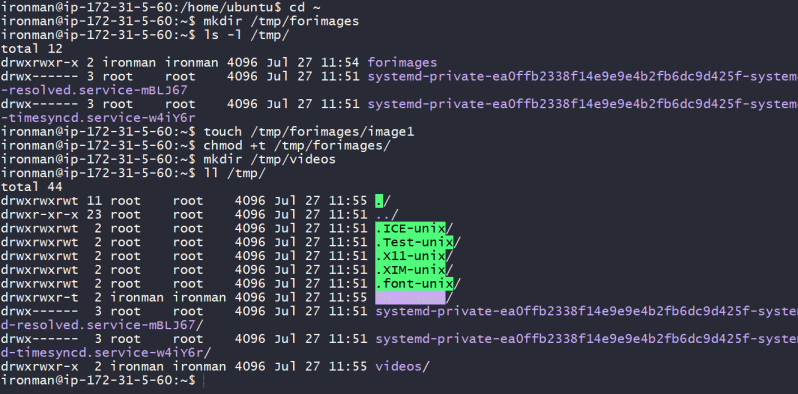 ironman@ip-172-31-5-60:/home/ubuntu$ cd ~
ironman@ip-172-31-5-60:~$ mkdir /tmp/forimages
ironman@ip-172-31-5-60:~$ ls -l /tmp/
total 12
drwxrwxr-x 2 ironman ironman 4096 Jul 27 11:54 forimages
drwx------ 3 root    root    4096 Jul 27 11:51 systemd-private-ea0ffb2338f14e9e9e4b2fb6dc9d425f-systemd
-resolved.service-mBLJ67
drwx------ 3 root    root    4096 Jul 27 11:51 systemd-private-ea0ffb2338f14e9e9e4b2fb6dc9d425f-systemd
-timesyncd.service-w4iY6r
ironman@ip-172-31-5-60:~$ touch /tmp/forimages/image1
ironman@ip-172-31-5-60:~$ chmod +t /tmp/forimages/
ironman@ip-172-31-5-60:~$ mkdir /tmp/videos
ironman@ip-172-31-5-60:~$ ll /tmp/
total 44
drwxrwxrwt 11 root    root    4096 Jul 27 11:55 ./
drwxr-xr-x 23 root    root    4096 Jul 27 11:51 ../
drwxrwxrwt  2 root    root    4096 Jul 27 11:51 .ICE-unix/
drwxrwxrwt  2 root    root    4096 Jul 27 11:51 .Test-unix/
drwxrwxrwt  2 root    root    4096 Jul 27 11:51 .X11-unix/
drwxrwxrwt  2 root    root    4096 Jul 27 11:51 .XIM-unix/
drwxrwxrwt  2 root    root    4096 Jul 27 11:51 .font-unix/
drwxrwxr-t  2 ironman ironman 4096 Jul 27 11:55 /
drwx------  3 root    root    4096 Jul 27 11:51 systemd-private-ea0ffb2338f14e9e9e4b2fb6dc9d425f-system
d-resolved.service-mBLJ67/
drwx------  3 root    root    4096 Jul 27 11:51 systemd-private-ea0ffb2338f14e9e9e4b2fb6dc9d425f-system
d-timesyncd.service-w4iY6r/
drwxrwxr-x  2 ironman ironman 4096 Jul 27 11:55 videos/
ironman@ip-172-31-5-60:~$